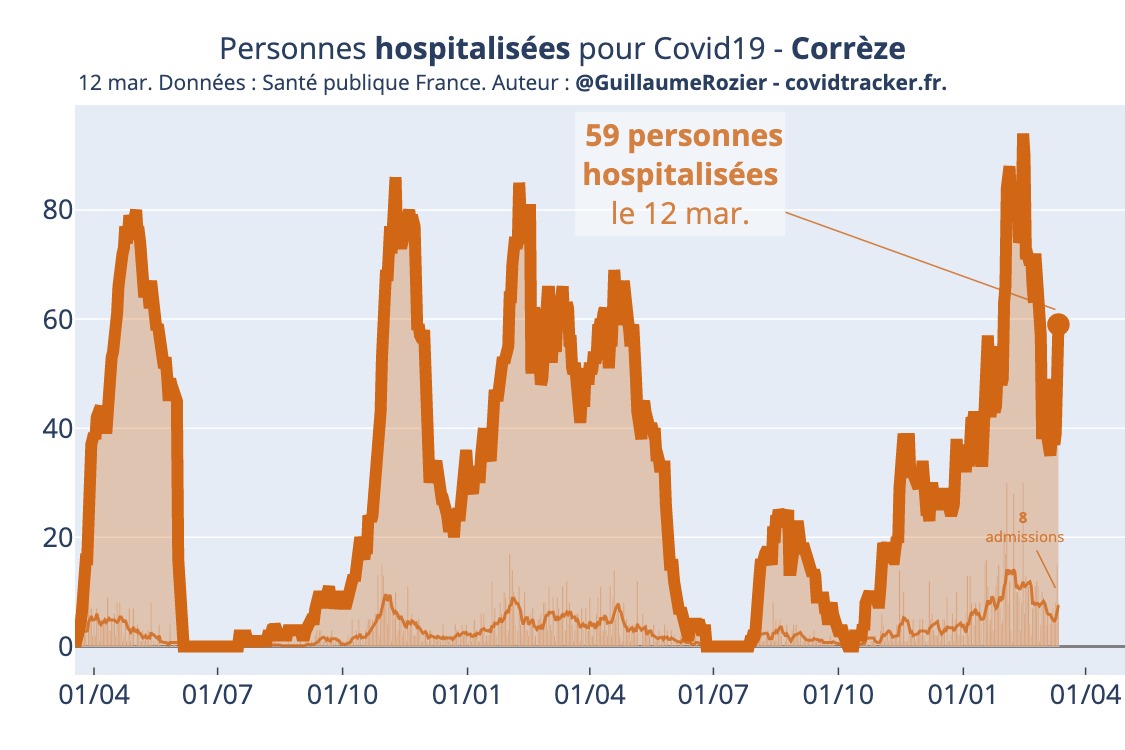 Personnes hospitalisées pour Covid19 - Corrèze
12 mar. Données : Santé publique France. Auteur : @GuillaumeRozier - covidtracker.fr.
59 personnes
hospitalisées
le 12 mar.
80
60
40
20
0
8
admissions
01/04
01/07
01/10
01/01
01/04
01/07
01/10
01/01
01/04